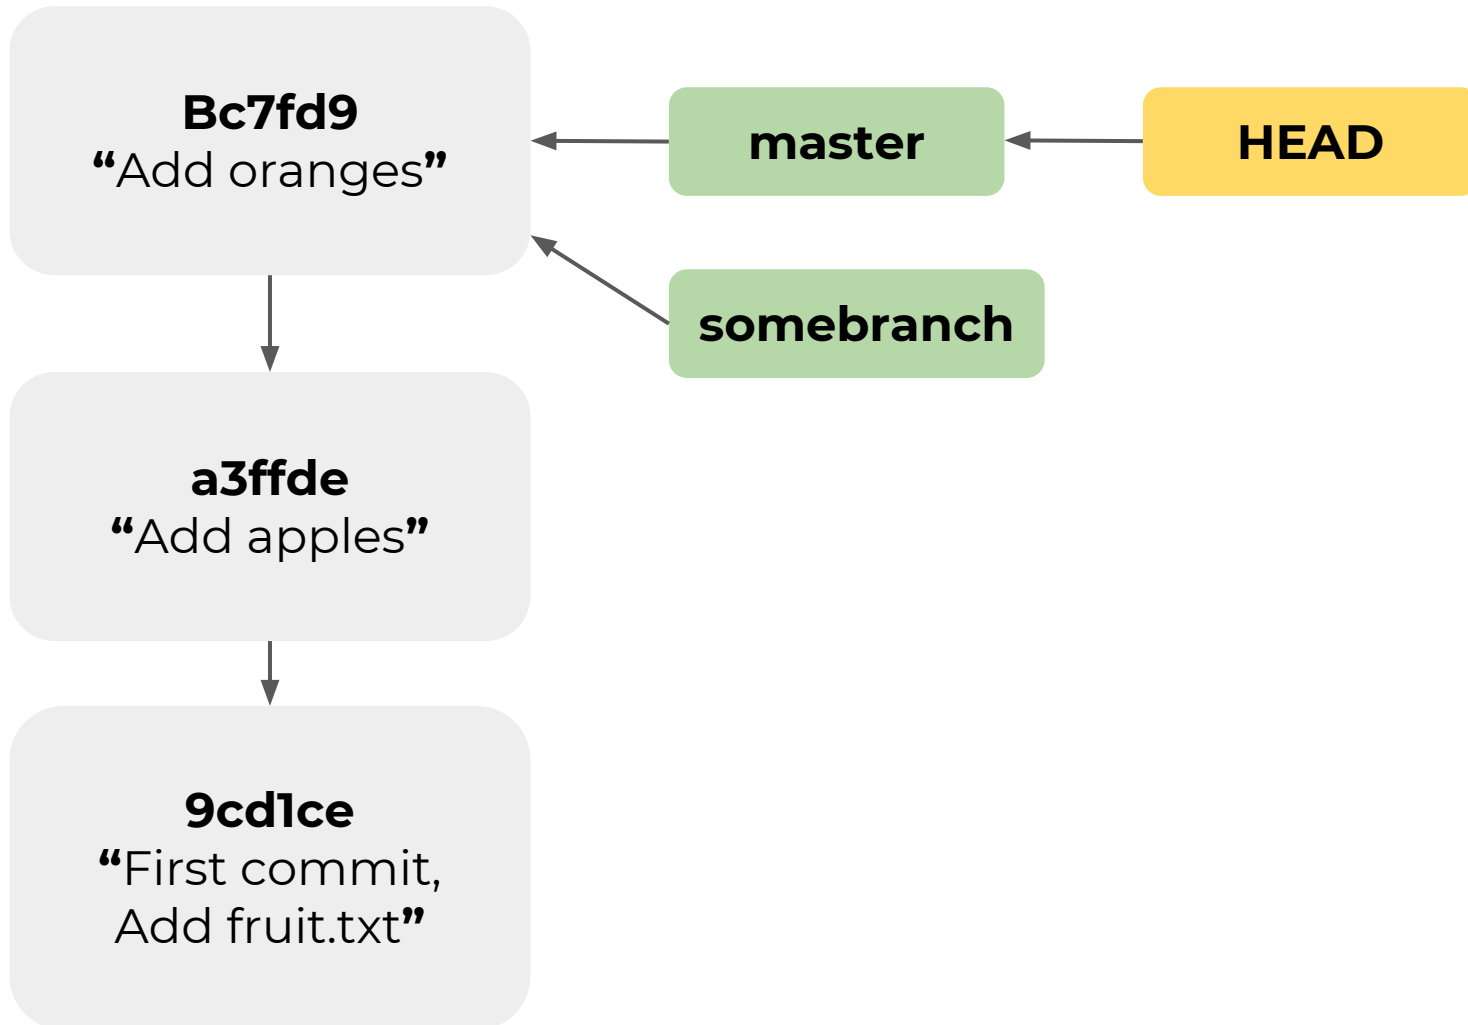 Bc7fd9
“Add oranges”
master
HEAD
somebranch
a3ffde
“Add apples”
9cd1ce
“First commit,
Add fruit.txt”